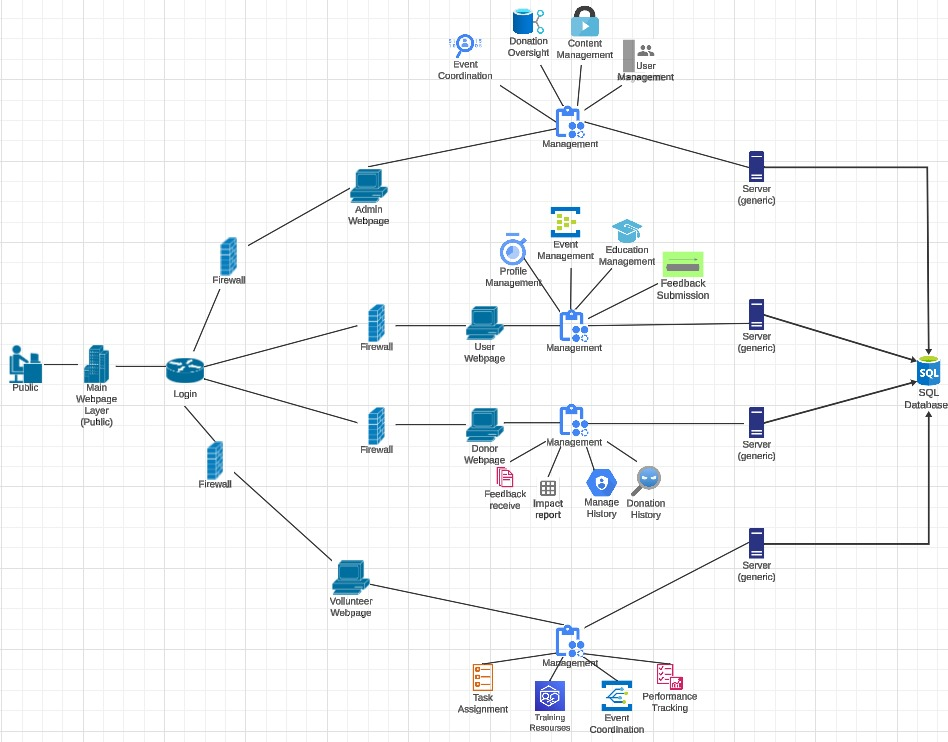 Event
Coordination
Donation
Oversight
Content
Management
User
Management
Management
Server
(generic)
Admin
Webpage
Firewall
Profile
Management
Event
Management
Education
Management
Feedback
Submission
Firewall
User
Webpage
Management
Server
(generic)
Public
Main
Webpage
Layer
(Public)
Login
SQL
SQL
Database
Firewall
Donor
Webpage
Management
Server
(generic)
Feedback
receive
Impact
report
Manage
History
Donation
History
Firewall
Vollunteer
Webpage
Server
(generic)
Management
Task
Assignment
Training
Resourses
Event
Coordination
Performance
Tracking